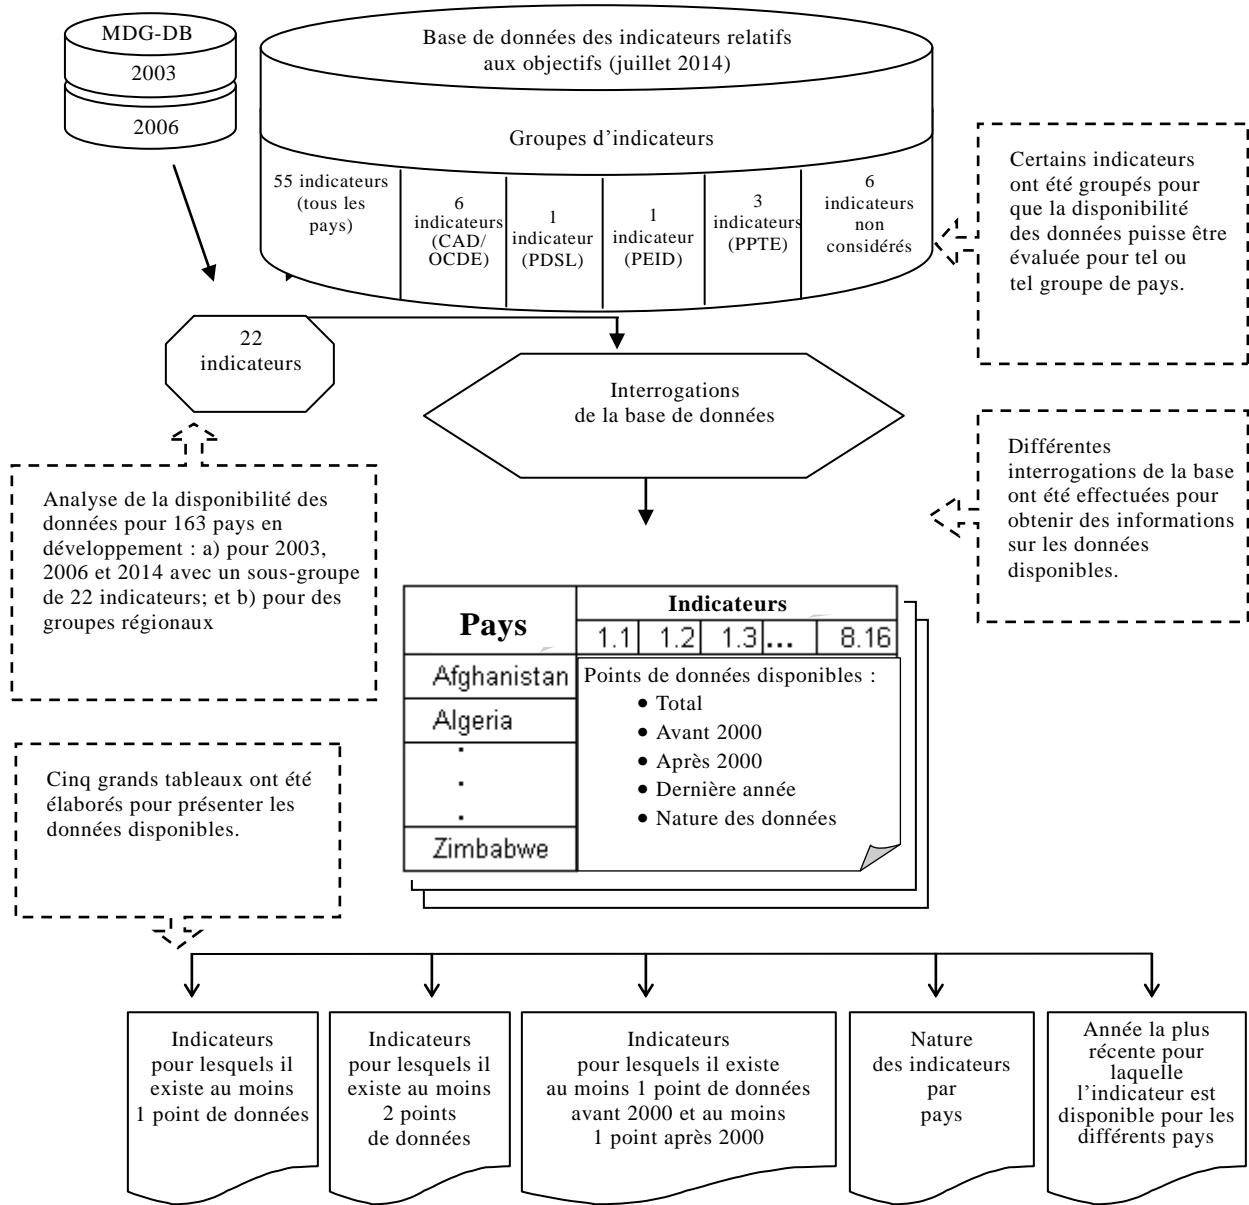 MDG-DB
2003
2006
Base de données des indicateurs relatifs
aux objectifs (juillet 2014)
Groupes d’indicateurs
55 indicateurs
(tous les
pays)
6
indicateurs
(CAD/
OCDE)
1
indicateur
(PDSL)
1
indicateur
(PEID)
3
indicateurs
(PPTE)
6
indicateurs
non
considérés
Certains indicateurs
ont été groupés pour
que la disponibilité
des données puisse être
évaluée pour tel ou
tel groupe de pays.
22
indicateurs
Interrogations
de la base de données
Différentes
interrogations de la base
ont été effectuées pour
obtenir des informations
sur les données
disponibles.
Analyse de la disponibilité des
données pour 163 pays en
développement : a) pour 2003,
2006 et 2014 avec un sous-groupe
de 22 indicateurs; et b) pour des
groupes régionaux
Pays
Indicateurs
1.1 1.2 1.3 ... 8.16
Afghanistan
Algeria
.
.
.
Zimbabwe
Points de données disponibles :
• Total
• Avant 2000
• Après 2000
• Dernière année
• Nature des données
Cinq grands tableaux ont été
élaborés pour présenter les
données disponibles.
Indicateurs
pour lesquels il
existe au moins
1 point de données
Indicateurs
pour lesquels il
existe au moins
2 points
de données
Indicateurs
pour lesquels il existe
au moins 1 point de données
avant 2000 et au moins
1 point après 2000
Nature
des indicateurs
par
pays
Année la plus
récente pour
laquelle
l’indicateur est
disponible pour les
différents pays